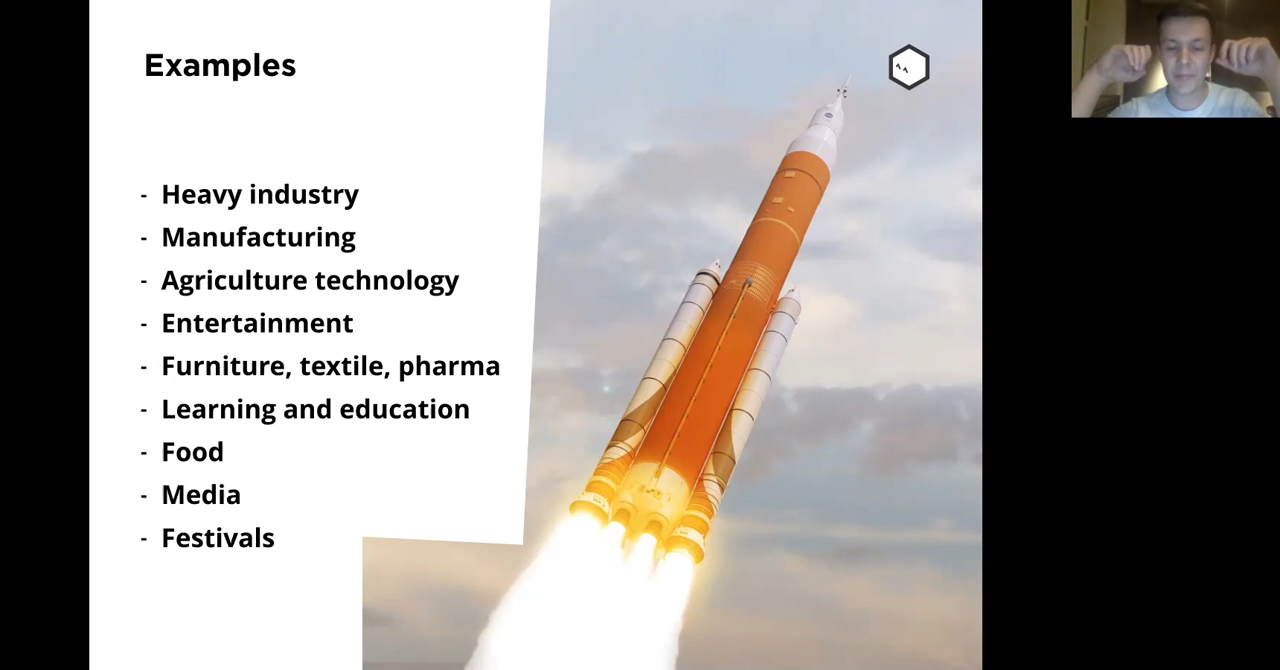 Examples
- Heavy industry
- Manufacturing
- Agriculture technology
- Entertainment
- Furniture, textile, pharma
- Learning and education
- Food
- Media
- Festivals